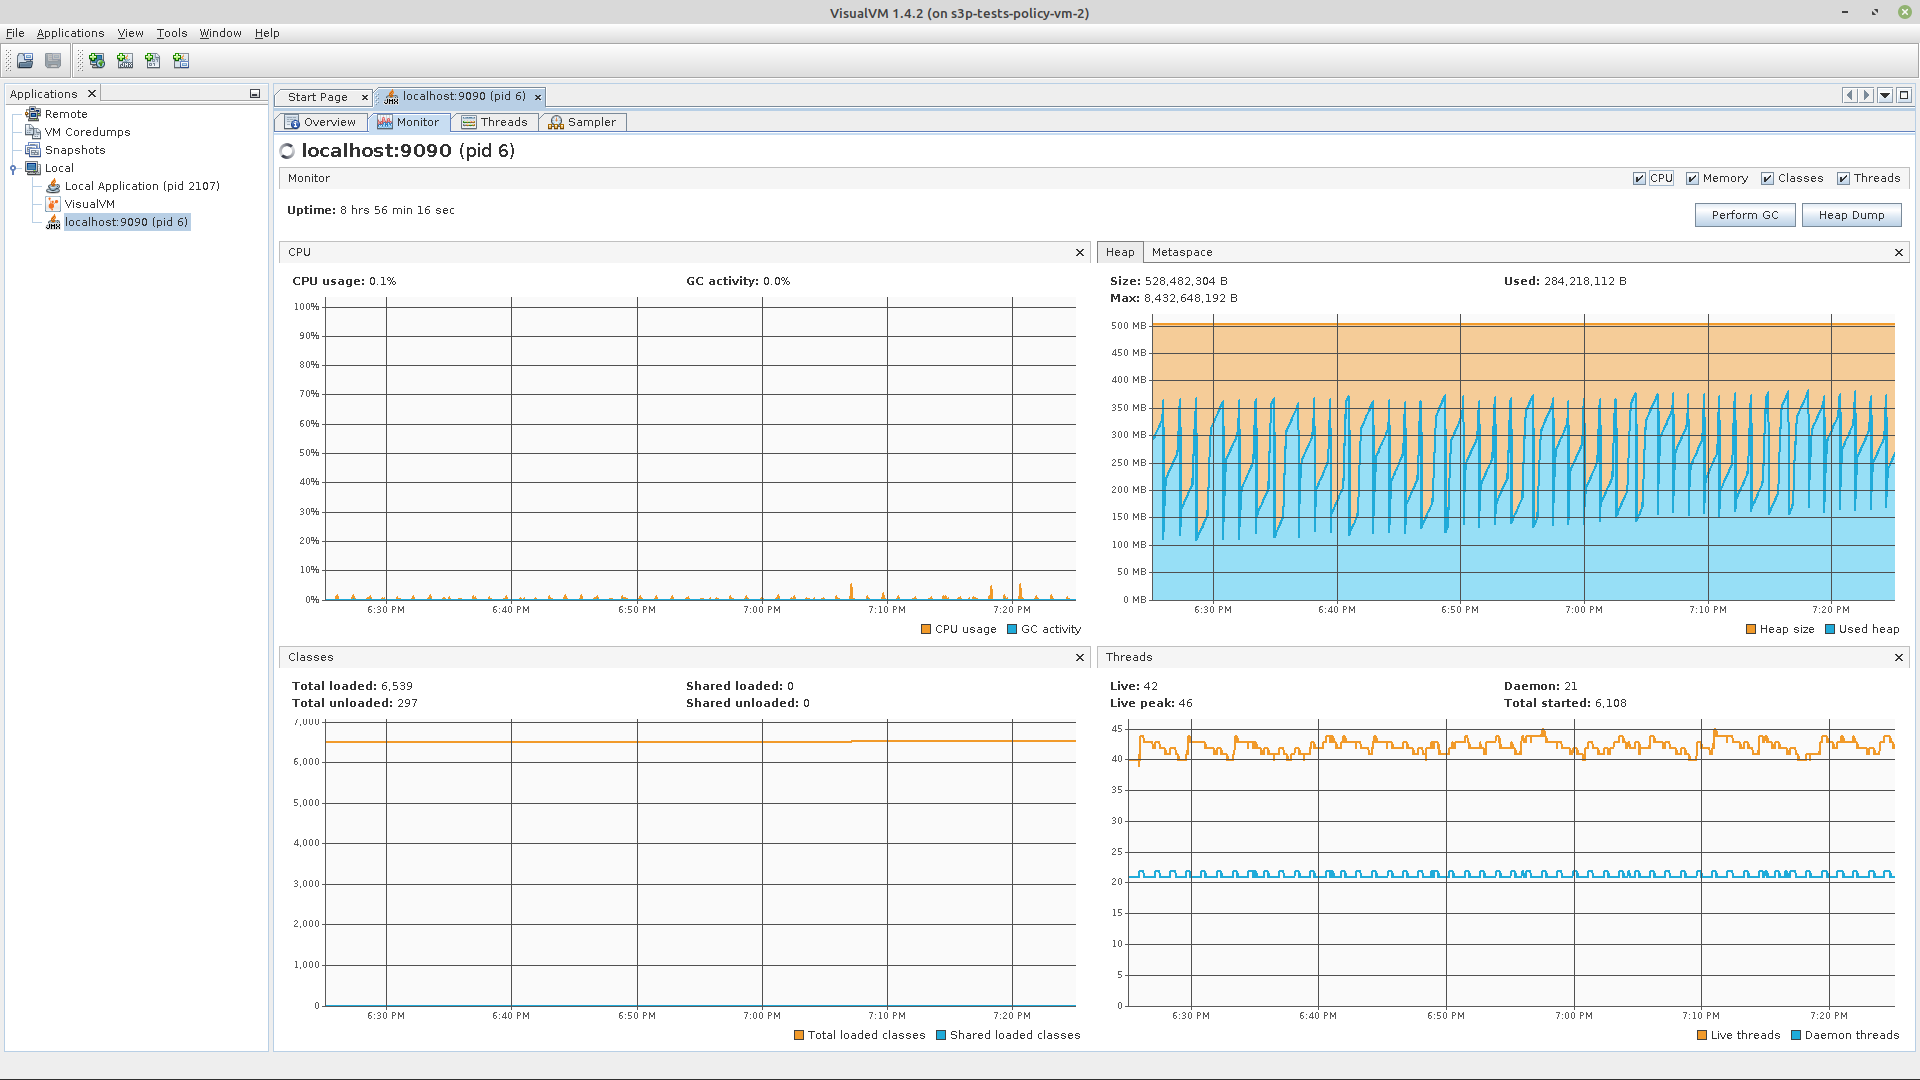 VisualVM 1.4.2 (on s3p-tests-policy-vm-2)
File Applications View Tools Window Help
Applications
Remote
VM Coredumps
Snapshots
Local
Local Application (pid 2107)
VisualVM
localhost:9090 (pid 6)
Start Page
localhost:9090 (pid 6)
Overview Monitor Threads Sampler
localhost:9090 (pid 6)
Monitor
CPU Memory Classes Threads
Uptime: 8 hrs 56 min 16 sec
Perform GC Heap Dump
CPU
CPU usage: 0.1% GC activity: 0.0%
100%
90%
80%
70%
60%
50%
40%
30%
20%
10%
0%
6:30 PM 6:40 PM 6:50 PM 7:00 PM 7:10 PM 7:20 PM
CPU usage GC activity
Heap Metaspace
Size: 528,482,304 B Used: 284,218,112 B
Max: 8,432,648,192 B
500 MB
450 MB
400 MB
350 MB
300 MB
250 MB
200 MB
150 MB
100 MB
50 MB
0 MB
6:30 PM 6:40 PM 6:50 PM 7:00 PM 7:10 PM 7:20 PM
Heap size Used heap
Classes
Total loaded: 6,539 Shared loaded: 0
Total unloaded: 297 Shared unloaded: 0
7,000
6,000
5,000
4,000
3,000
2,000
1,000
0
6:30 PM 6:40 PM 6:50 PM 7:00 PM 7:10 PM 7:20 PM
Total loaded classes Shared loaded classes
Threads
Live: 42 Daemon: 21
Live peak: 46 Total started: 6,108
45
40
35
30
25
20
15
10
5
0
6:30 PM 6:40 PM 6:50 PM 7:00 PM 7:10 PM 7:20 PM
Live threads Daemon threads